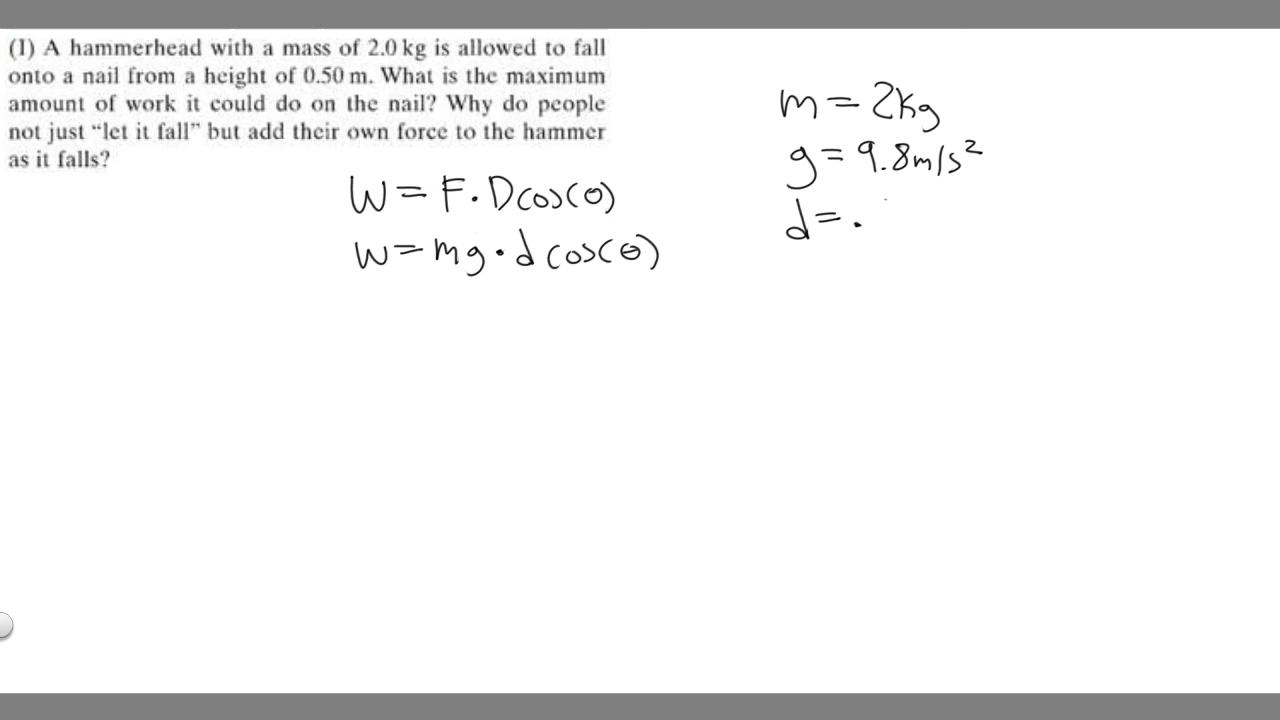 (I) A hammerhead with a mass of 2.0 kg is allowed to fall
onto a nail from a height of 0.50 m. What is the maximum
amount of work it could do on the nail? Why do people
not just “let it fall” but add their own force to the hammer
as it falls?
W = F · D cos(θ)
W = mg · d cos(θ)
m = 2kg
g = 9.8m/s²
d = .